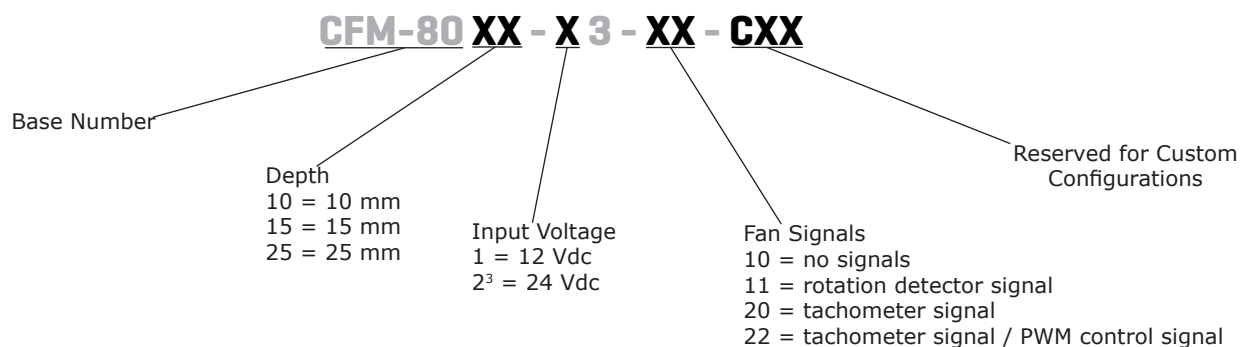 CFM-80 XX - X 3 - XX - CXX
Base Number
Depth
10 = 10 mm
15 = 15 mm
25 = 25 mm
Input Voltage
1 = 12 Vdc
2³ = 24 Vdc
Fan Signals
10 = no signals
11 = rotation detector signal
20 = tachometer signal
22 = tachometer signal / PWM control signal
Reserved for Custom
Configurations